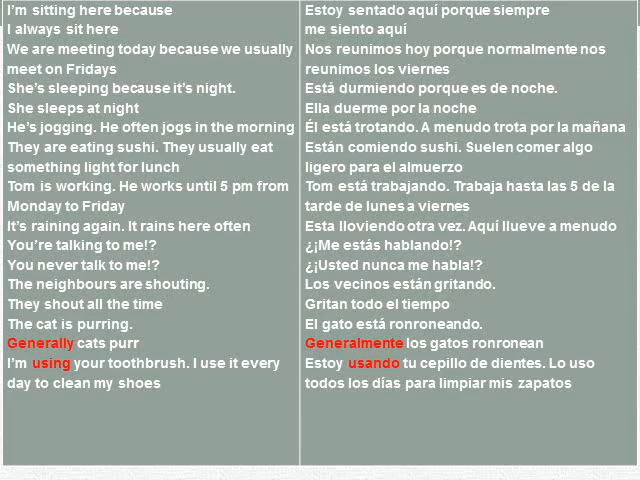 I'm sitting here because
I always sit here
We are meeting today because we usually
meet on Fridays
She's sleeping because it's night.
She sleeps at night
He's jogging. He often jogs in the morning
They are eating sushi. They usually eat
something light for lunch
Tom is working. He works until 5 pm from
Monday to Friday
It's raining again. It rains here often
You're talking to me!?
You never talk to me!?
The neighbours are shouting.
They shout all the time
The cat is purring.
Generally cats purr
I'm using your toothbrush. I use it every
day to clean my shoes
Estoy sentado aquí porque siempre
me siento aquí
Nos reunimos hoy porque normalmente nos
reunimos los viernes
Está durmiendo porque es de noche.
Ella duerme por la noche
Él está trotando. A menudo trota por la mañana
Están comiendo sushi. Suelen comer algo
ligero para el almuerzo
Tom está trabajando. Trabaja hasta las 5 de la
tarde de lunes a viernes
Esta lloviendo otra vez. Aquí llueve a menudo
¿¡Me estás hablando!?
¿¡Usted nunca me habla!?
Los vecinos están gritando.
Gritan todo el tiempo
El gato está ronroneando.
Generalmente los gatos ronronean
Estoy usando tu cepillo de dientes. Lo uso
todos los días para limpiar mis zapatos